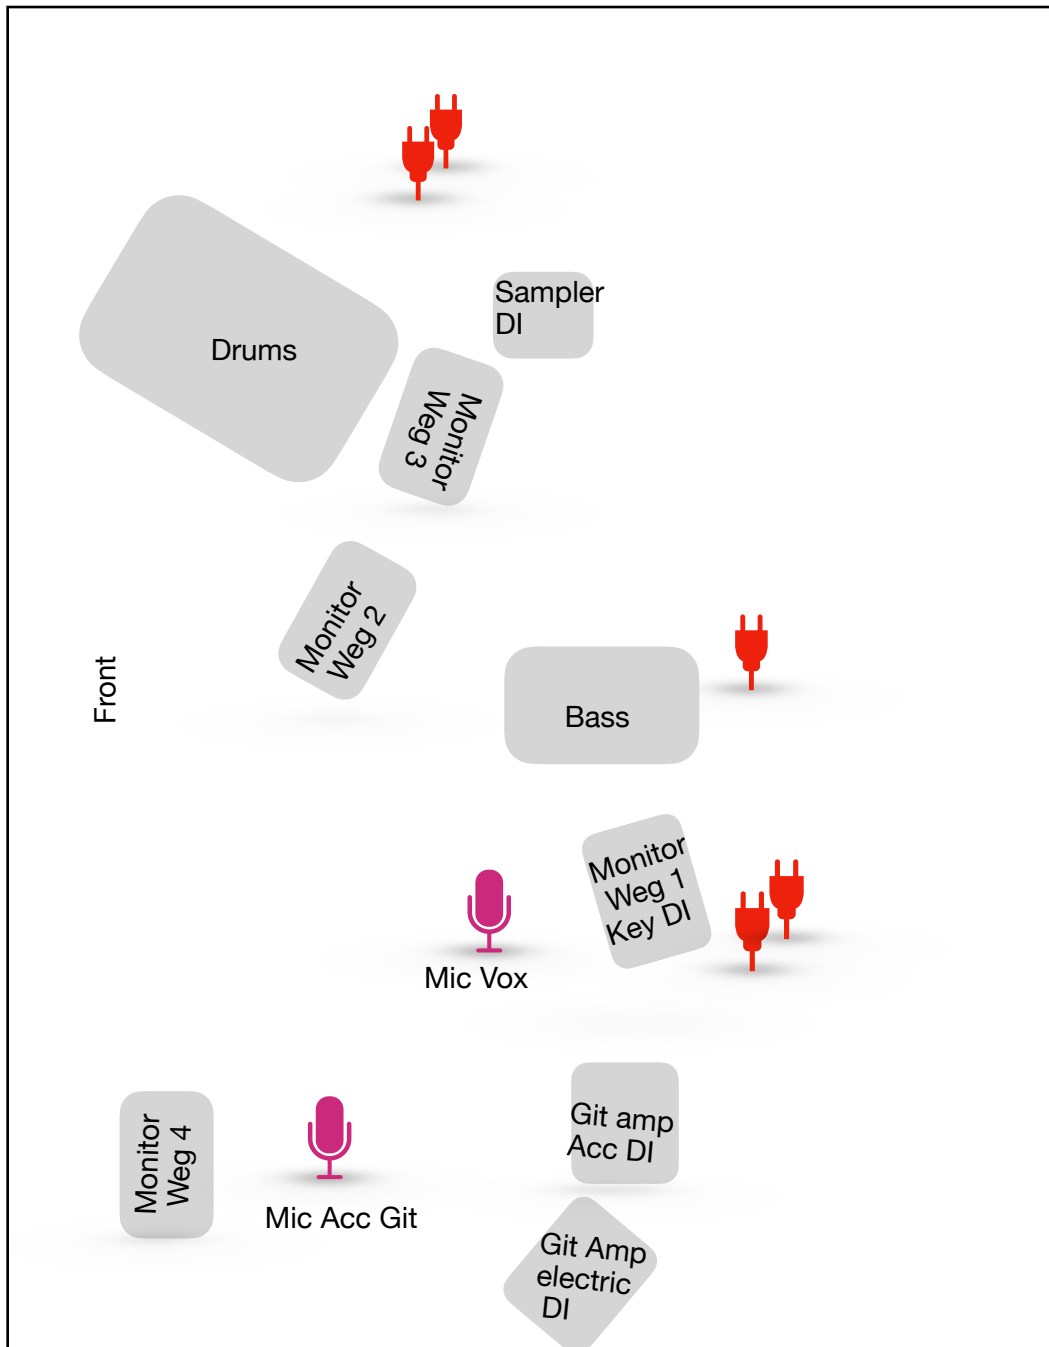 Sampler
DI
Drums
Monitor
Weg 3
Monitor
Weg 2
Front
Bass
Monitor
Weg 1
Key DI
Mic Vox
Git amp
Acc DI
Monitor
Weg 4
Mic Acc Git
Git Amp
electric
DI